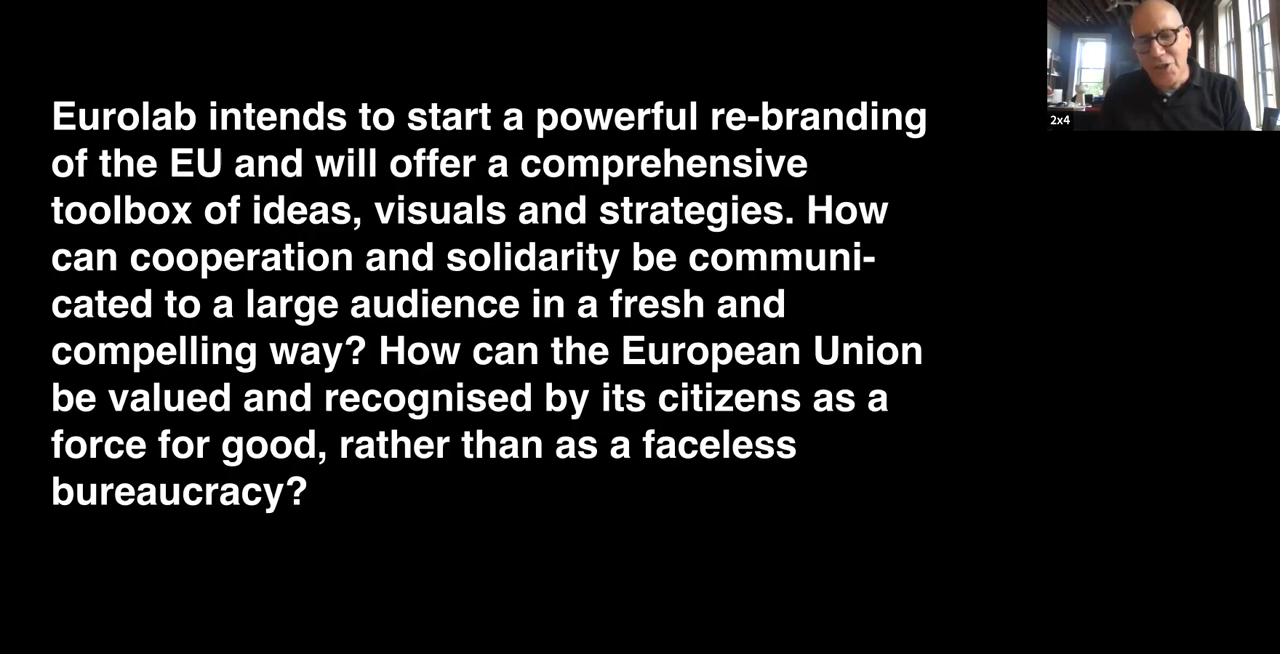 Eurolab intends to start a powerful re-branding
of the EU and will offer a comprehensive
toolbox of ideas, visuals and strategies. How
can cooperation and solidarity be communi-
cated to a large audience in a fresh and
compelling way? How can the European Union
be valued and recognised by its citizens as a
force for good, rather than as a faceless
bureaucracy?
2x4